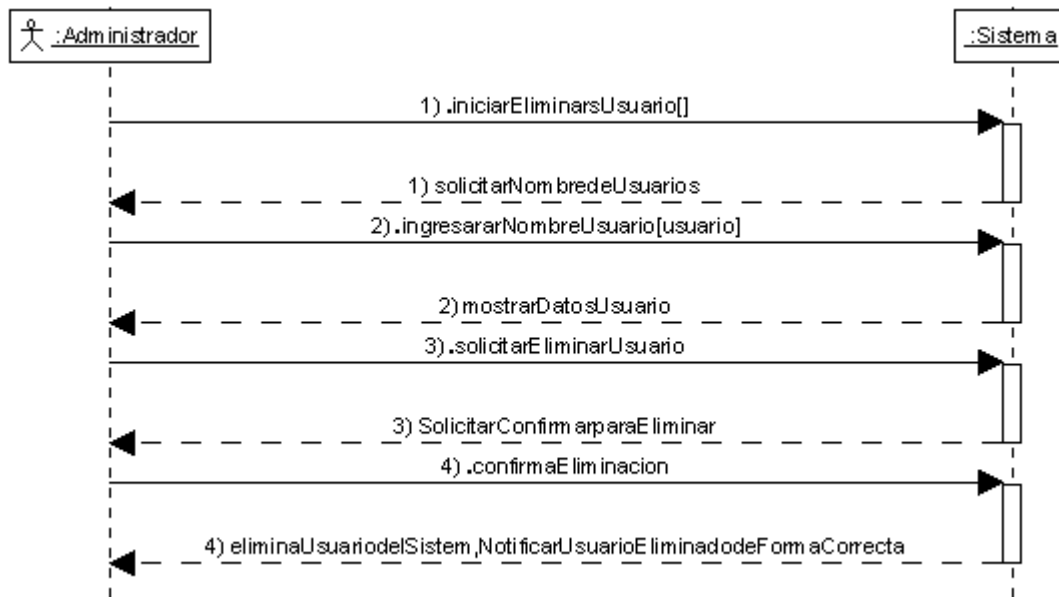 :Administrador
:Sistema
1) .iniciarEliminarsUsuario[]
1) solicitarNombredeUsuarios
2).ingresararNombreUsuario[usuario]
2) mostrarDatosUsuario
3).solicitarEliminarUsuario
3) SolicitarConfirmarparaEliminar
4) .confirmaEliminacion
4) eliminaUsuariodelSistem,NotificarUsuarioEliminadodeFormaCorrecta